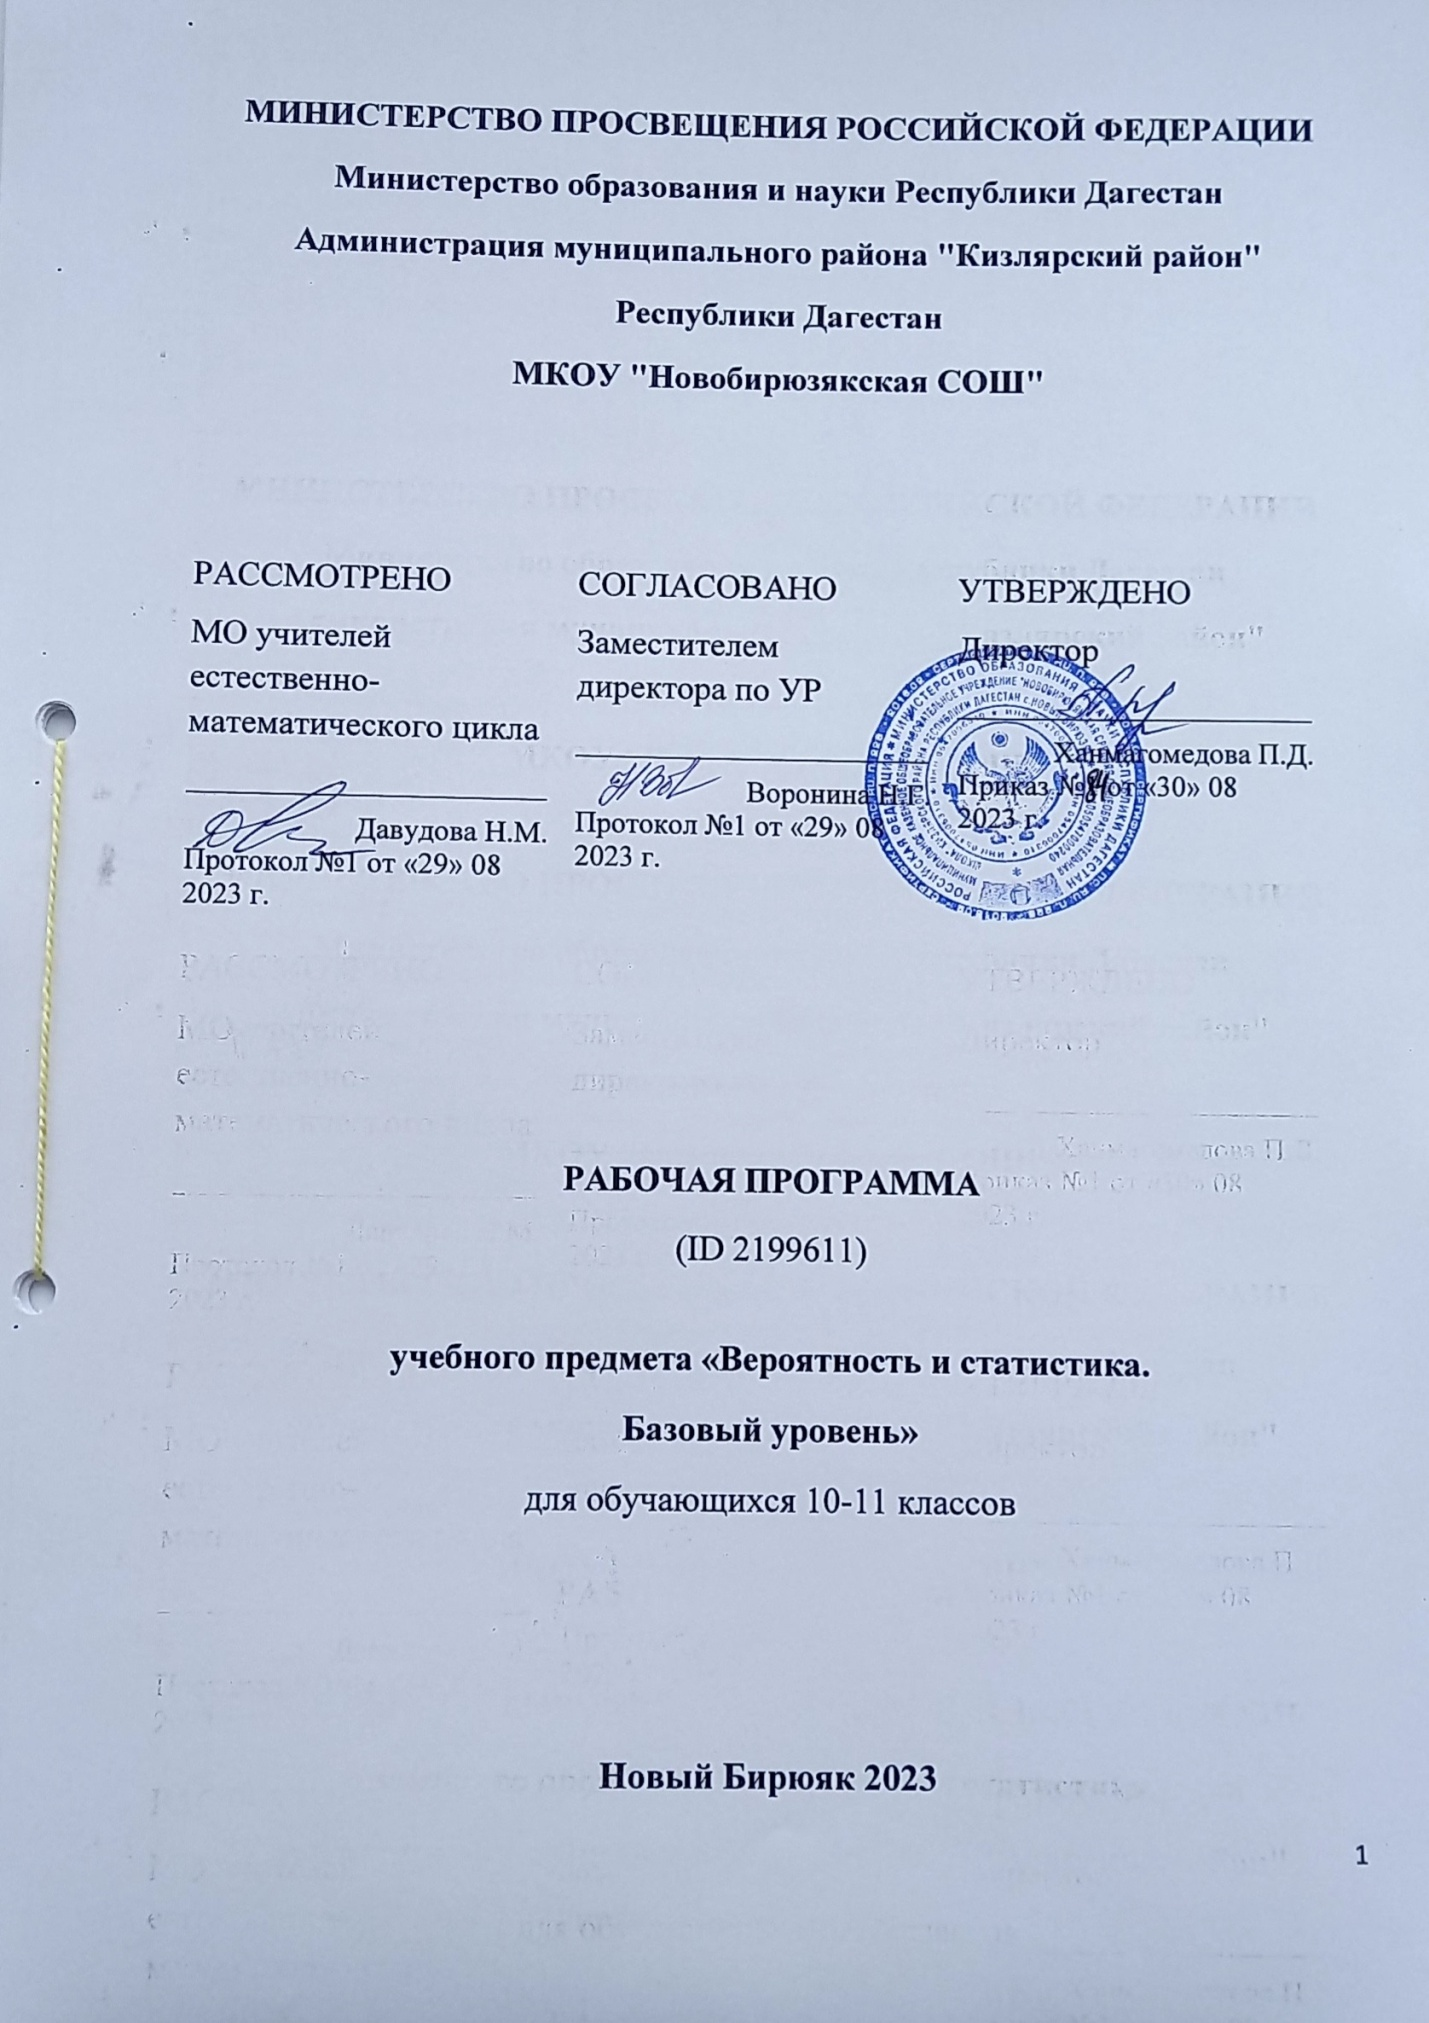 МИНИСТЕРСТВО ПРОСВЕЩЕНИЯ РОССИЙСКОЙ ФЕДЕРАЦИИ
Министерство образования и науки Республики Дагестан
Администрация муниципального района "Кизлярский район"
Республики Дагестан
МКОУ "Новобирюзякская СОШ"
РАССМОТРЕНО
МО учителей
естественно-
математического цикла
Давудова Н.М.
Протокол №1 от «29» 08
2023 г.
СОГЛАСОВАНО
Заместителем
директора по УР
Воронина
Протокол №1 от «29» 08
2023 г.
УТВЕРЖДЕНО
Директор
Ханмагомедова П.Д.
Приказ от «30» 08
2023 г.
РАБОЧАЯ ПРОГРАММА
(ID 2199611)
учебного предмета «Вероятность и статистика.
Базовый уровень»
для обучающихся 10-11 классов
Новый Бирюяк 2023
1